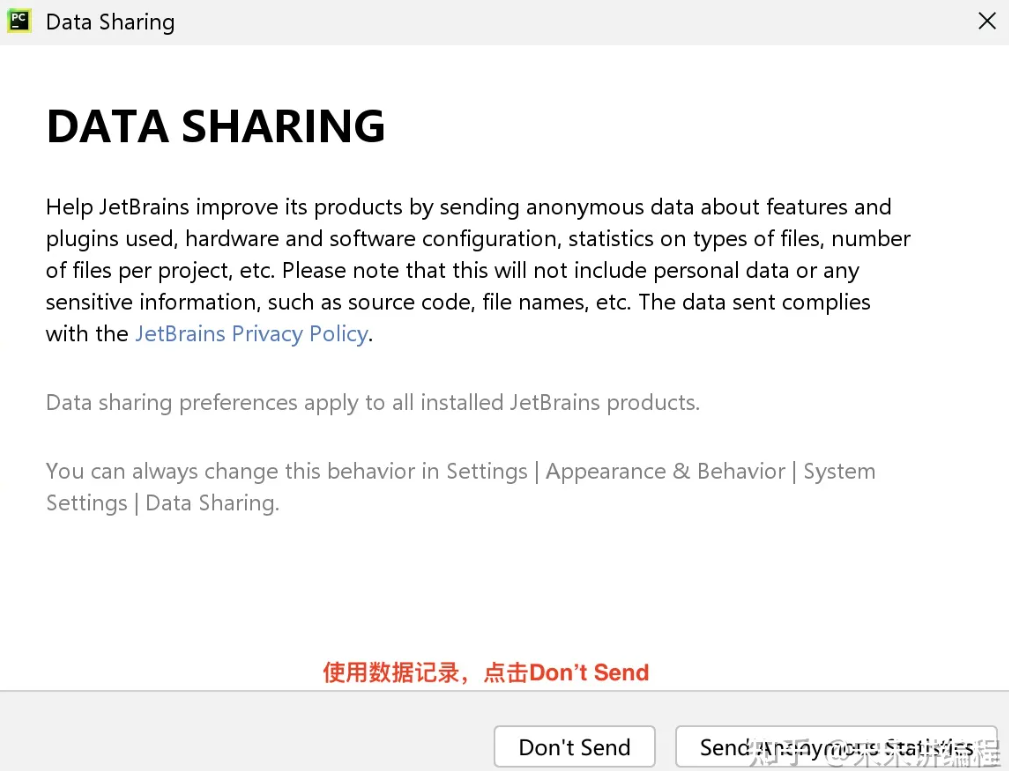 PC
Data Sharing
DATA SHARING
Help JetBrains improve its products by sending anonymous data about features and
plugins used, hardware and software configuration, statistics on types of files, number
of files per project, etc. Please note that this will not include personal data or any
sensitive information, such as source code, file names, etc. The data sent complies
with the JetBrains Privacy Policy.
Data sharing preferences apply to all installed JetBrains products.
You can always change this behavior in Settings | Appearance & Behavior | System
Settings | Data Sharing.
使用数据记录，点击Don't Send
Don't Send
Send Anonymous Statistics
知乎 @朱朱讲编程